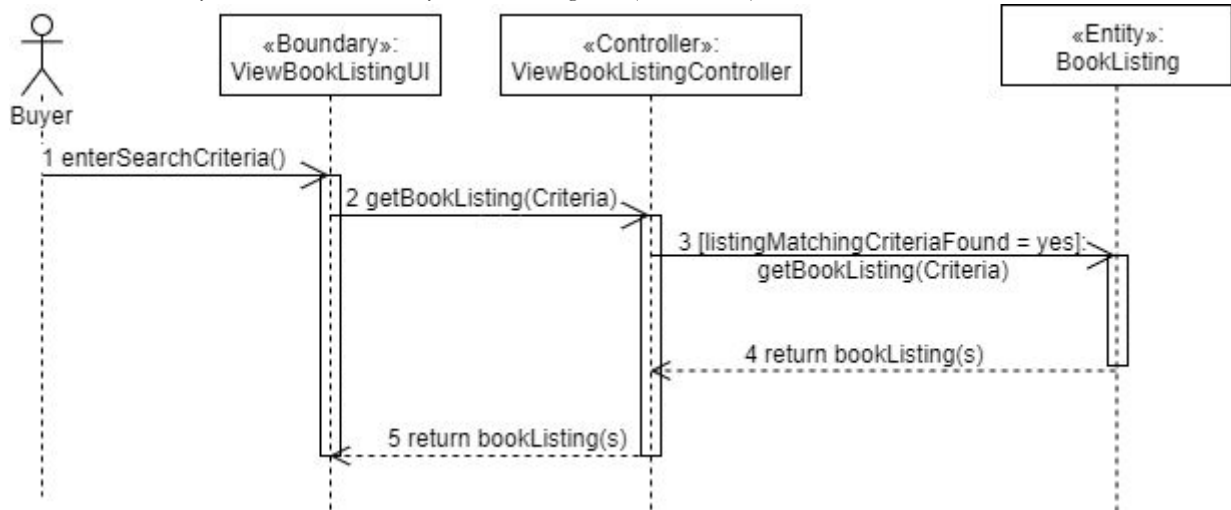 «Boundary»:
ViewBookListingUI
«Controller»:
ViewBookListingController
«Entity»:
BookListing
Buyer
1 enterSearchCriteria()
2 getBookListing(Criteria)
3 [listingMatchingCriteriaFound = yes]:
getBookListing(Criteria)
4 return bookListing(s)
5 return bookListing(s)